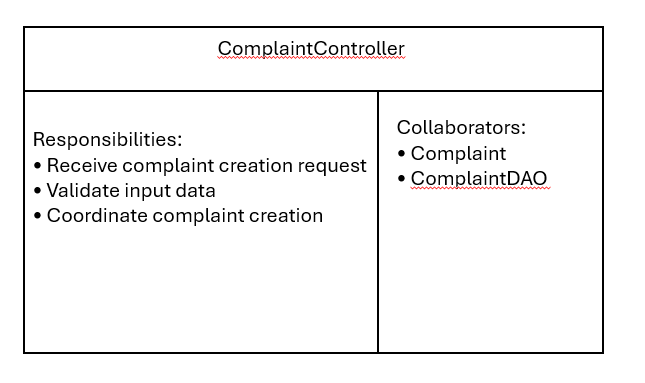 ComplaintController
Responsibilities:
• Receive complaint creation request
• Validate input data
• Coordinate complaint creation
Collaborators:
• Complaint
• ComplaintDAO